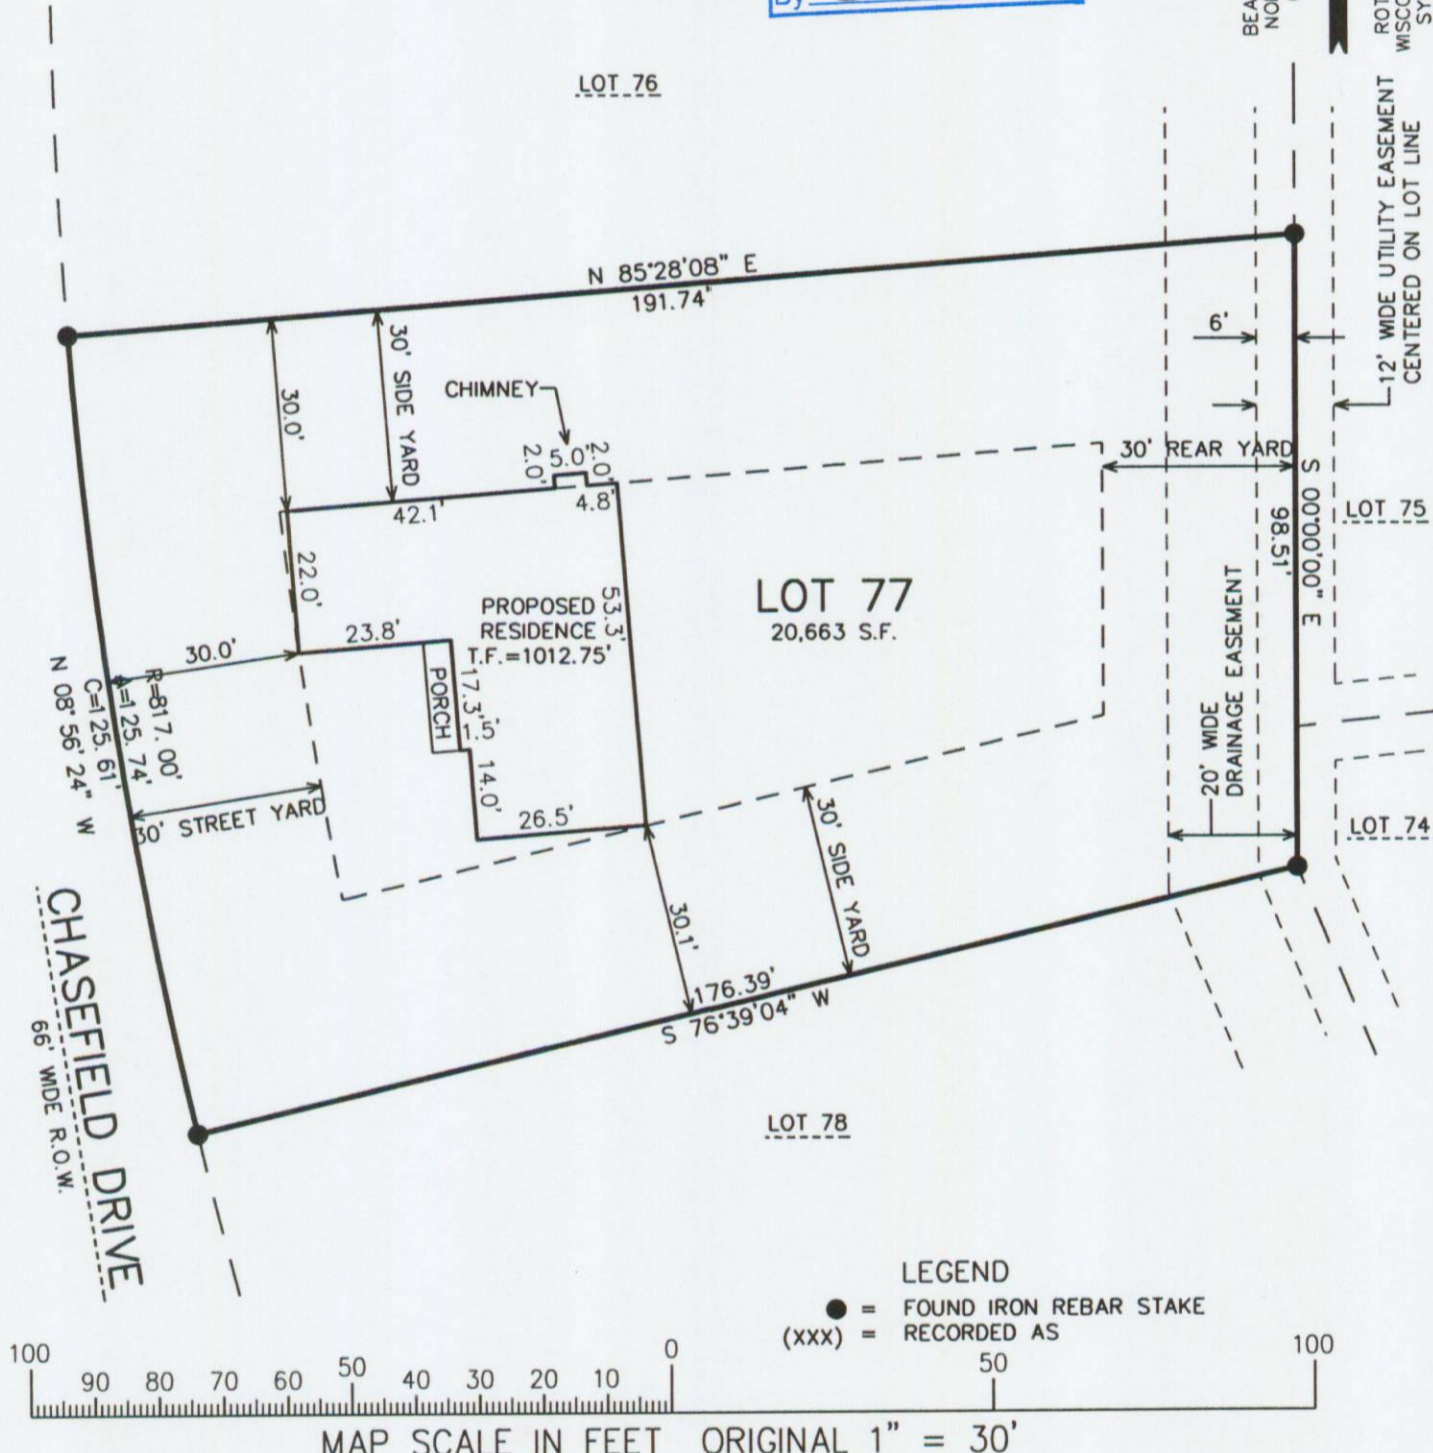 By
BEA
NO
ROT
WISCO
SY
LOT 76
12' WIDE UTILITY EASEMENT
CENTERED ON LOT LINE
N 85°28'08" E
191.74'
6'
30' SIDE YARD
30.0'
CHIMNEY
2.0'
5.0'
2.0'
30' REAR YARD
42.1'
4.8'
S 00°00'00" E
98.51'
LOT 75
22.0'
PROPOSED
RESIDENCE
T.F.=1012.75'
53.3'
LOT 77
20,663 S.F.
23.8'
30.0'
PORCH
17.3'
1.5'
14.0'
26.5'
R=817.00'
A=125.74'
C=125.61'
N 08°56'24" W
30' STREET YARD
20' WIDE
DRAINAGE EASEMENT
LOT 74
30' SIDE YARD
30.1'
176.39'
S 76°39'04" W
CHASEFIELD DRIVE
66' WIDE R.O.W.
LOT 78
LEGEND
● = FOUND IRON REBAR STAKE
(XXX) = RECORDED AS
100 90 80 70 60 50 40 30 20 10 0 50 100
MAP SCALE IN FEET ORIGINAL 1" = 30'